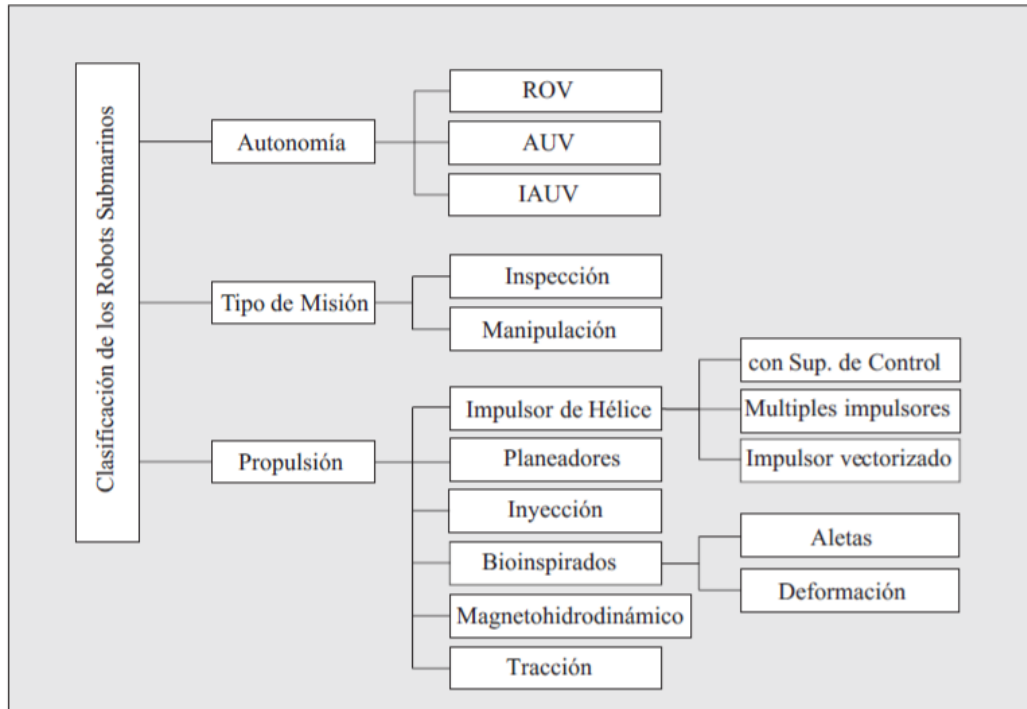 Clasificación de los Robots Submarinos
Autonomía
ROV
AUV
IAUV
Tipo de Misión
Inspección
Manipulación
Propulsión
Impulsor de Hélice
con Sup. de Control
Multiples impulsores
Impulsor vectorizado
Planeadores
Inyección
Bioinspirados
Aletas
Deformación
Magnetohidrodinámico
Tracción